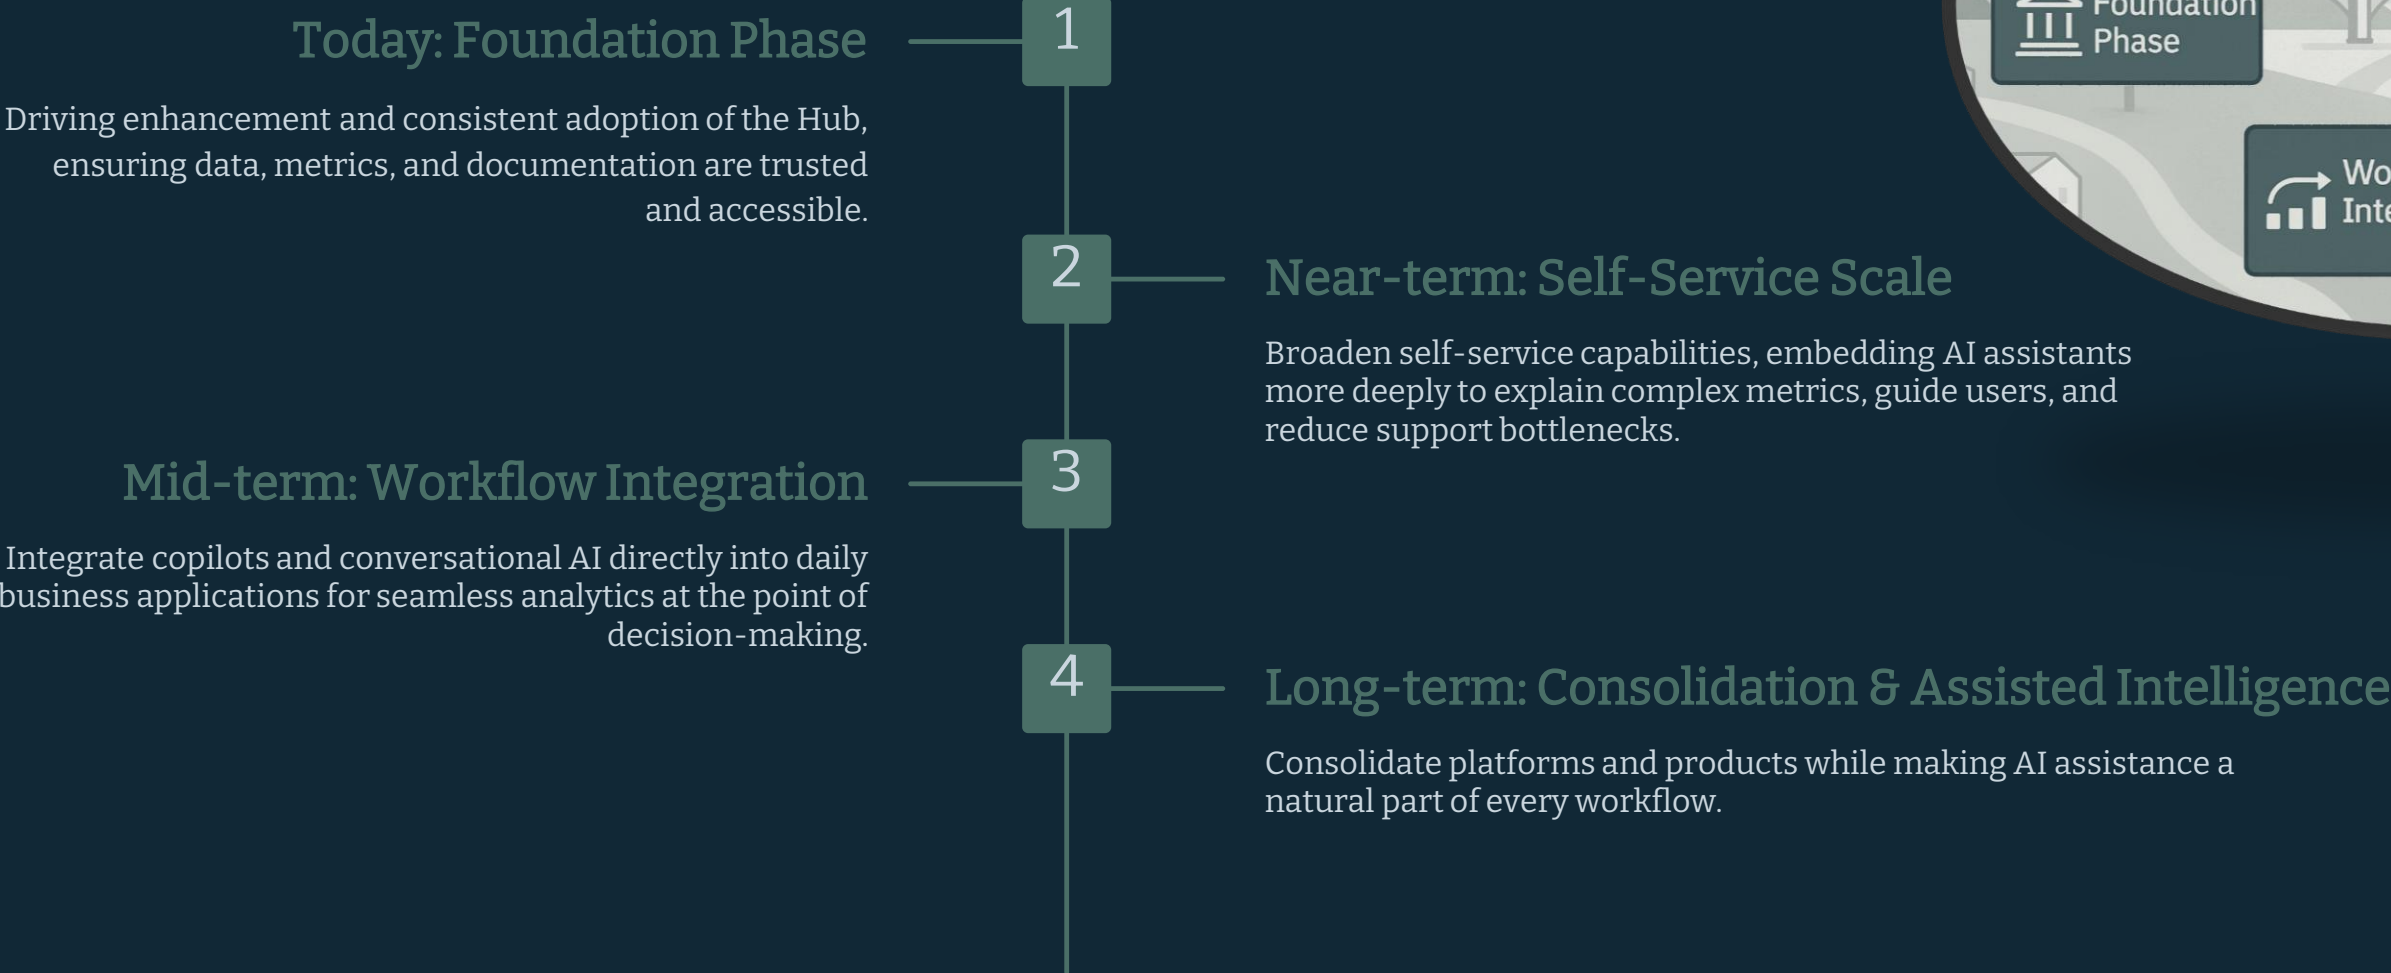 Today: Foundation Phase
1
Driving enhancement and consistent adoption of the Hub,
ensuring data, metrics, and documentation are trusted
and accessible.
Foundation
Phase
Wo
Inte
2
Near-term: Self-Service Scale
Broaden self-service capabilities, embedding AI assistants
more deeply to explain complex metrics, guide users, and
reduce support bottlenecks.
3
Mid-term: Workflow Integration
Integrate copilots and conversational AI directly into daily
business applications for seamless analytics at the point of
decision-making.
4
Long-term: Consolidation & Assisted Intelligence
Consolidate platforms and products while making AI assistance a
natural part of every workflow.